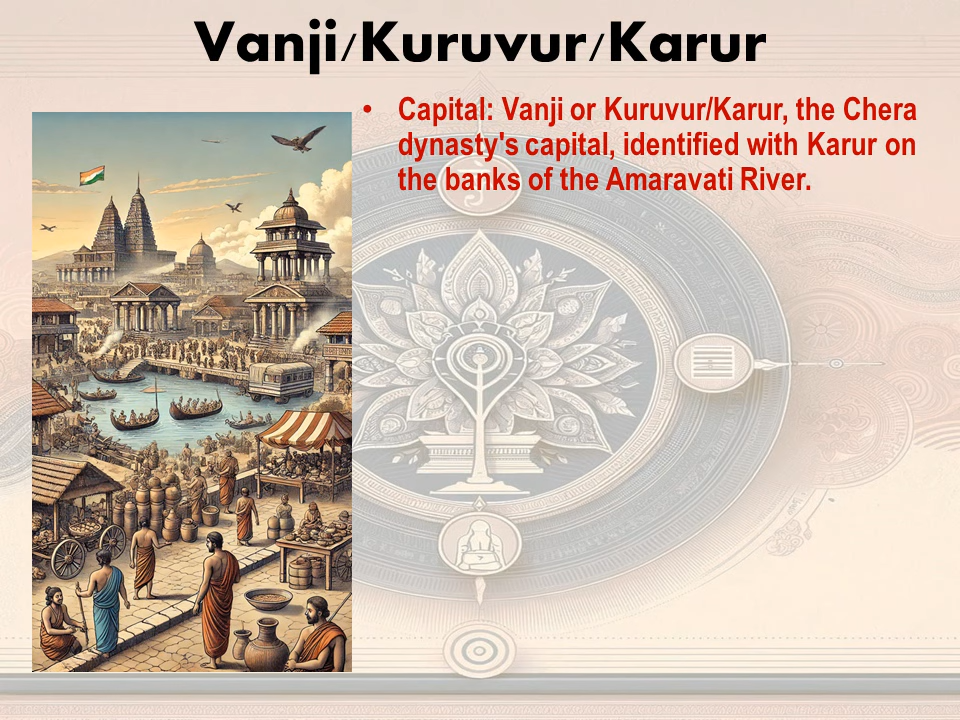 Vanji/Kuruvur/Karur
• Capital: Vanji or Kuruvur/Karur, the Chera
dynasty's capital, identified with Karur on
the banks of the Amaravati River.